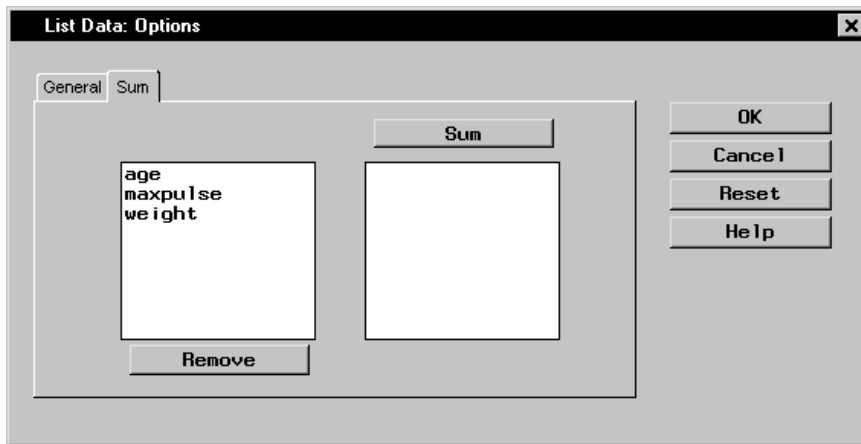 List Data: Options
General Sum
Sum
age
maxpulse
weight
Remove
OK
Cancel
Reset
Help